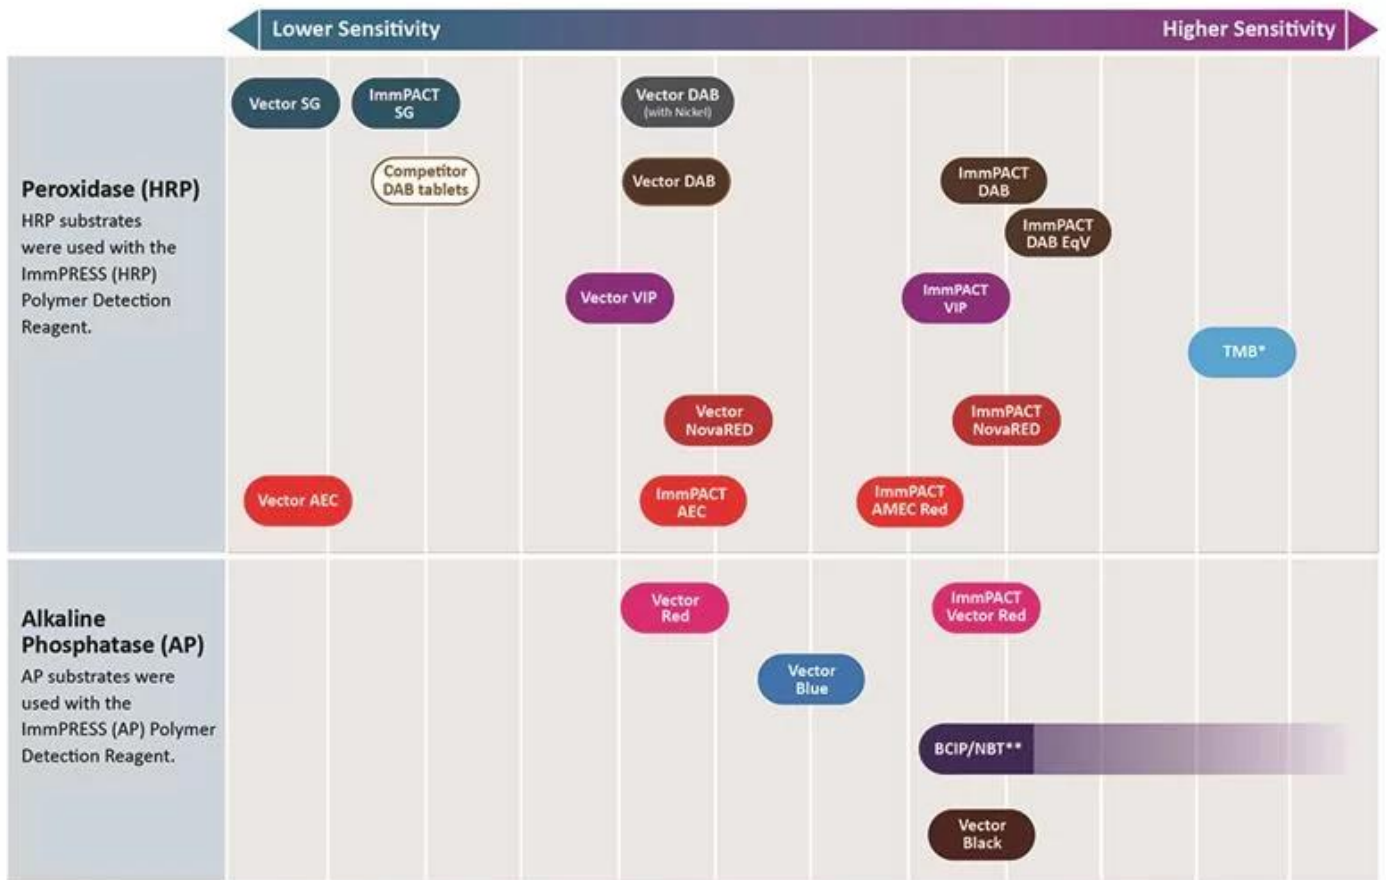 Lower Sensitivity
Higher Sensitivity
Peroxidase (HRP)
HRP substrates
were used with the
ImmPRESS (HRP)
Polymer Detection
Reagent.
Vector SG
ImmPACT
SG
Vector DAB
(with Nickel)
Competitor
DAB tablets
Vector DAB
ImmPACT
DAB
ImmPACT
DAB EqV
Vector VIP
ImmPACT
VIP
TMB*
Vector
NovaRED
ImmPACT
NovaRED
Vector AEC
ImmPACT
AEC
ImmPACT
AMEC Red
Alkaline
Phosphatase (AP)
AP substrates were
used with the
ImmPRESS (AP) Polymer
Detection Reagent.
Vector
Red
ImmPACT
Vector Red
Vector
Blue
BCIP/NBT**
Vector
Black